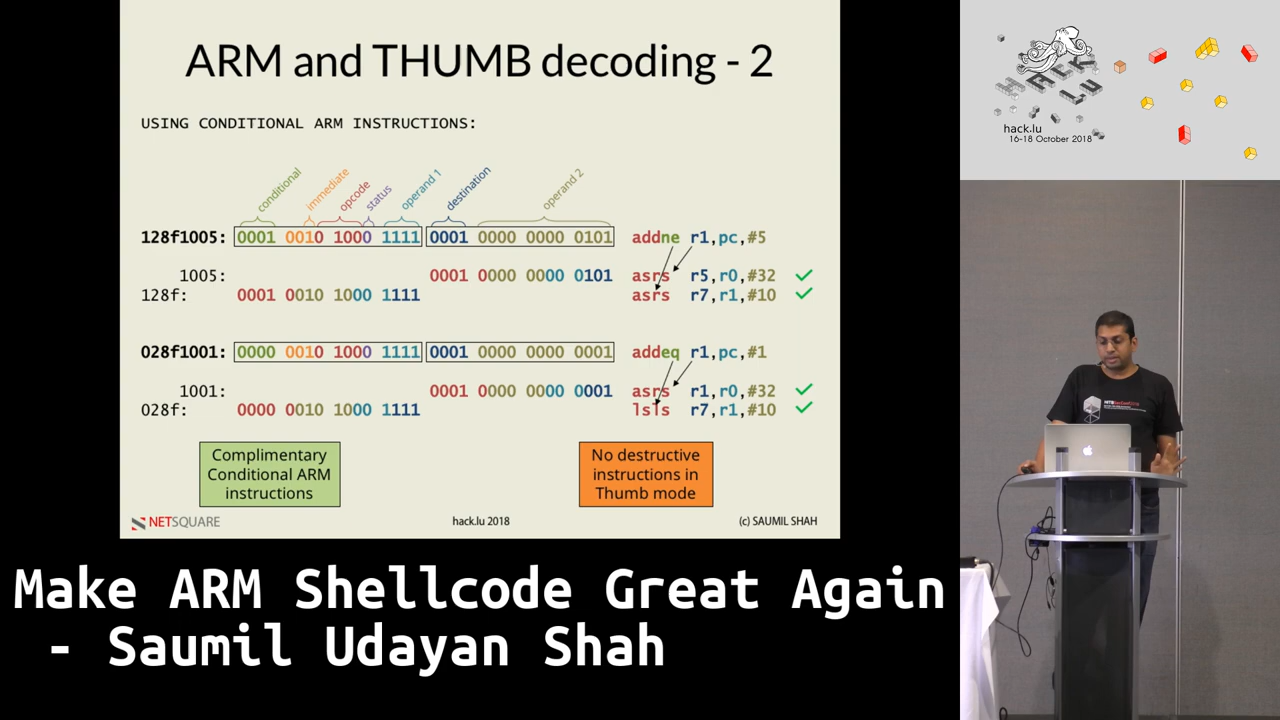 ARM and THUMB decoding - 2
USING CONDITIONAL ARM INSTRUCTIONS:
conditional immediate opcode status operand 1 destination operand 2
128f1005: 0001 0010 1000 1111 0001 0000 0000 0101 addne r1,pc,#5
1005: 0001 0000 0000 0101 asrs r5,r0,#32
128f: 0001 0010 1000 1111 asrs r7,r1,#10
028f1001: 0000 0010 1000 1111 0001 0000 0000 0001 addeq r1,pc,#1
1001: 0001 0000 0000 0001 asrs r1,r0,#32
028f: 0000 0010 1000 1111 lsls r7,r1,#10
Complimentary
Conditional ARM
instructions
No destructive
instructions in
Thumb mode
NETSQUARE
hack.lu 2018
(c) SAUMIL SHAH
Make ARM Shellcode Great Again
- Saumil Udayan Shah
HACK
LU
hack.lu
16-18 October 2018